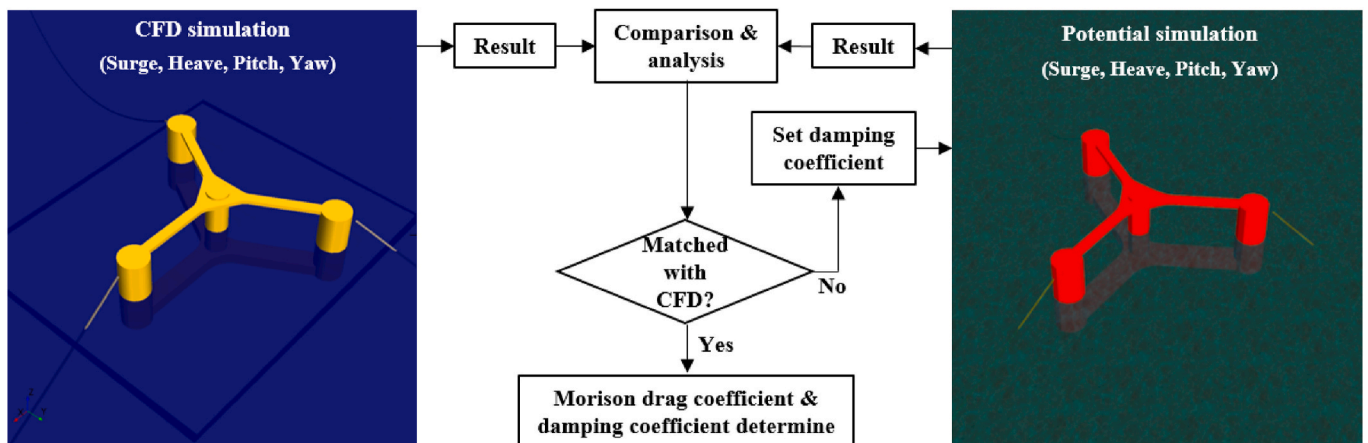 CFD simulation
(Surge, Heave, Pitch, Yaw)
Result
Comparison &
analysis
Result
Potential simulation
(Surge, Heave, Pitch, Yaw)
Set damping
coefficient
Matched
with
CFD?
No
Yes
Morison drag coefficient &
damping coefficient determine
Z
X
Y